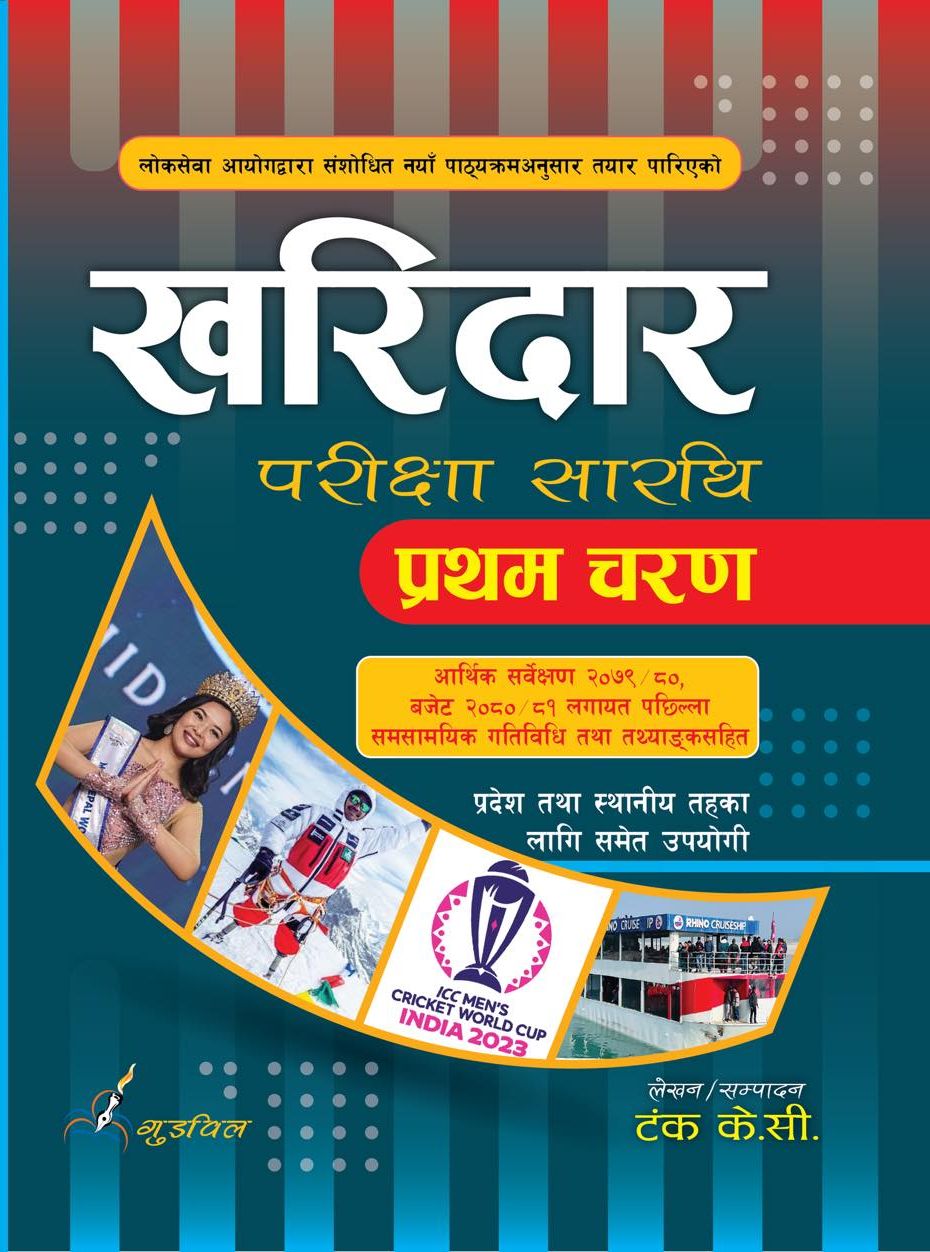 लोकसेवा आयोगद्वारा संशोधित नयाँ पाठ्यक्रमअनुसार तयार पारिएको
खरिदार
परीक्षा सारथि
प्रथम चरण
आर्थिक सर्वेक्षण २०७९/८०,
बजेट २०८०/८१ लगायत पछिल्ला
समसामयिक गतिविधि तथा तथ्याङ्कसहित
प्रदेश तथा स्थानीय तहका
लागि समेत उपयोगी
RHINO CRUISESHIP
ICC MEN'S
CRICKET WORLD CUP
INDIA 2023
लेखन/सम्पादन
टंक के.सी.
गुडविल